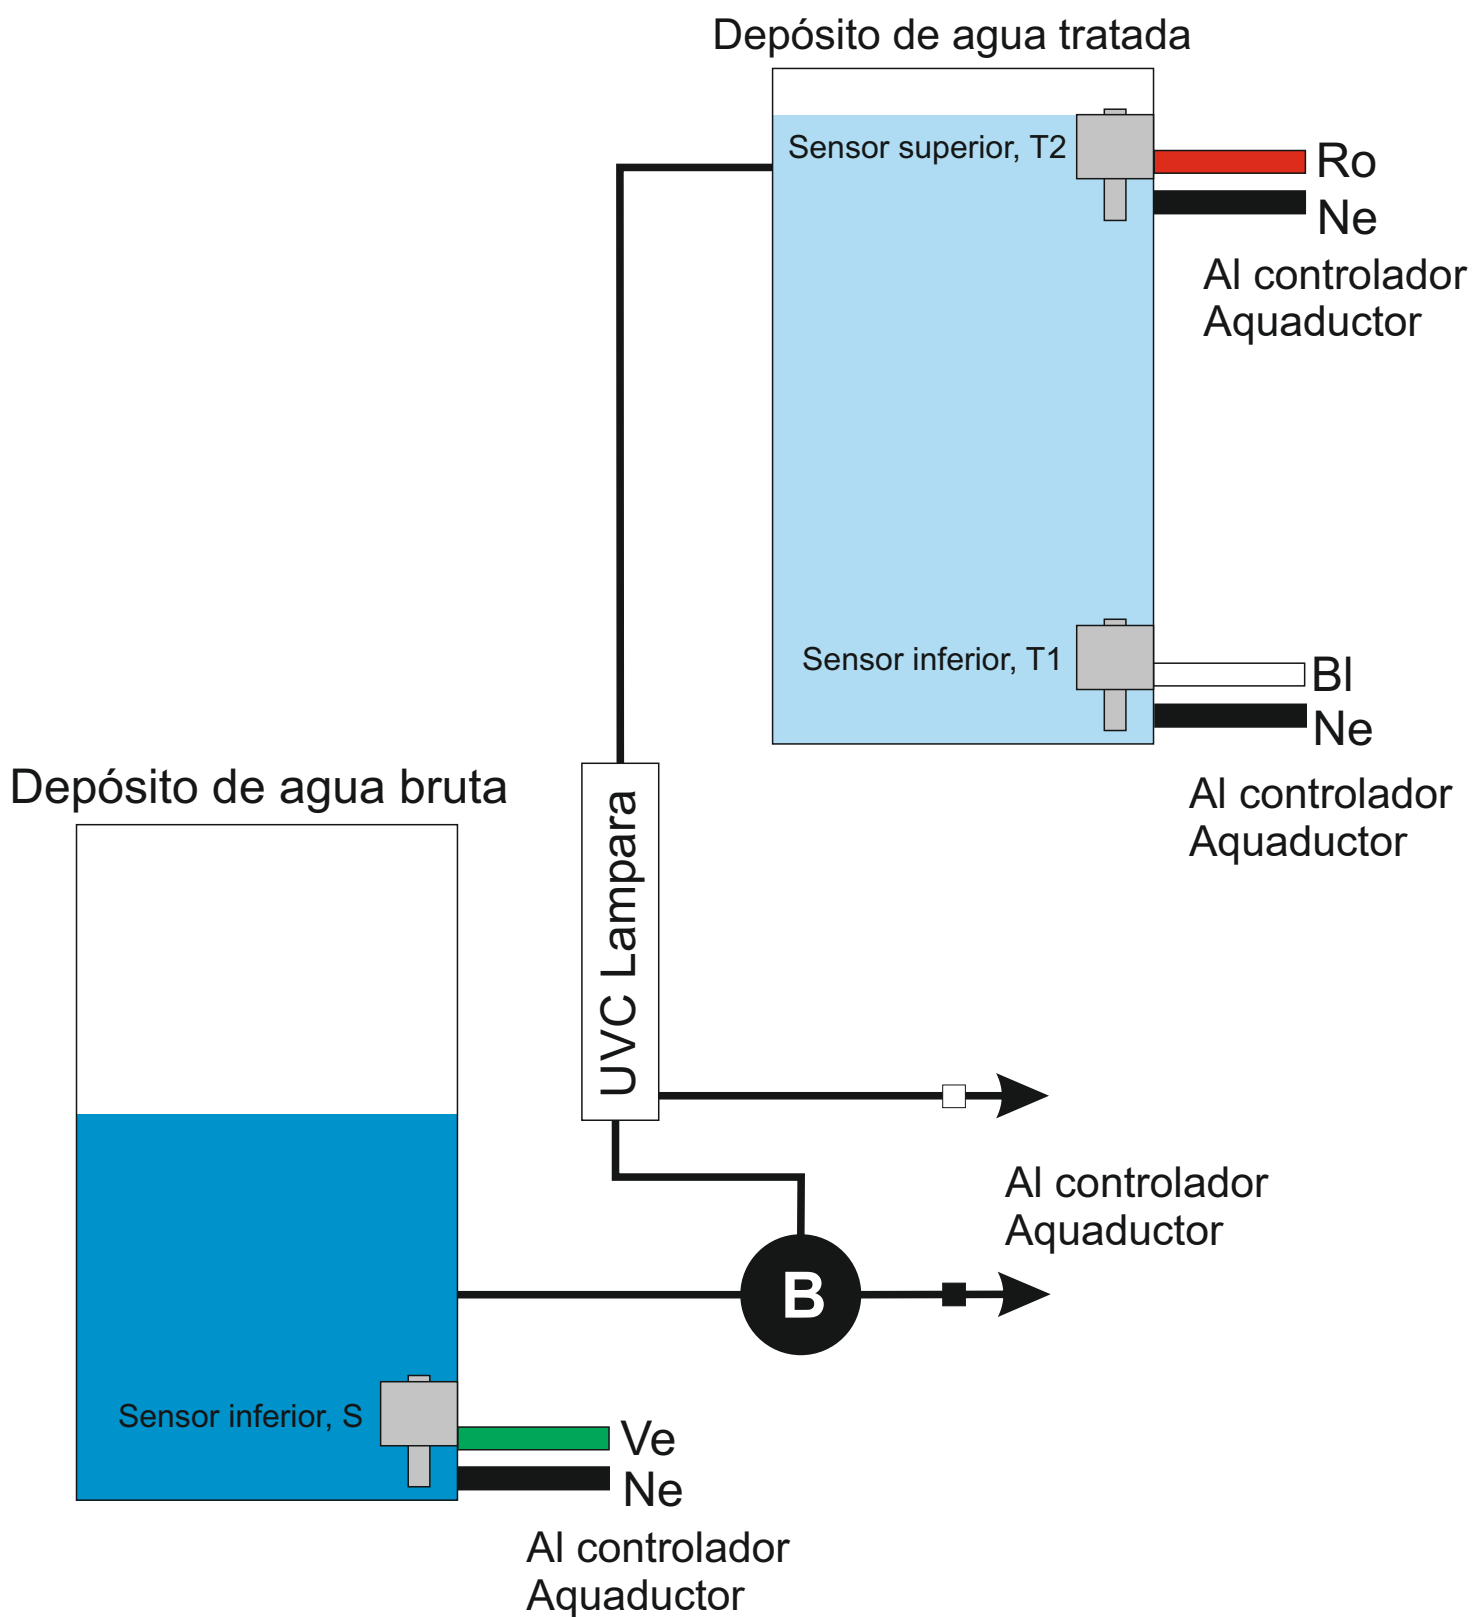 Depósito de agua tratada
Sensor superior, T2
Ro
Ne
Al controlador
Aquaductor
Sensor inferior, T1
Bl
Ne
Al controlador
Aquaductor
Depósito de agua bruta
UVC Lampara
Al controlador
Aquaductor
B
Sensor inferior, S
Ve
Ne
Al controlador
Aquaductor